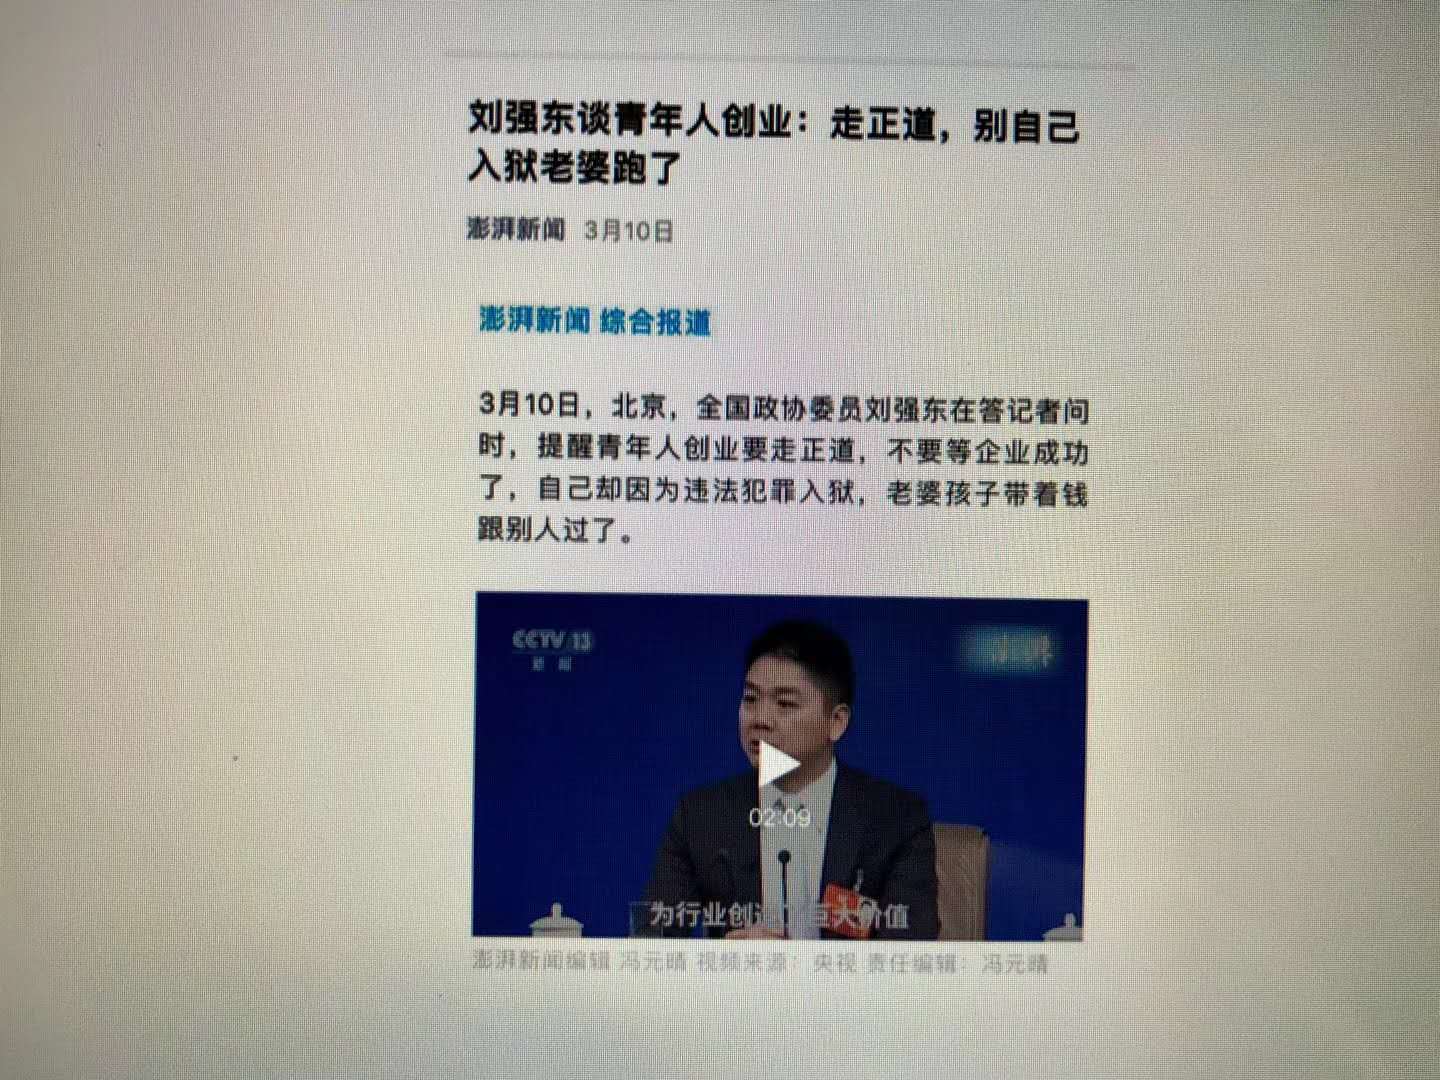 刘强东谈青年人创业：走正道，别自己
入狱老婆跑了
澎湃新闻 3月10日
澎湃新闻 综合报道
3月10日，北京，全国政协委员刘强东在答记者问
时，提醒青年人创业要走正道，不要等企业成功
了，自己却因为违法犯罪入狱，老婆孩子带着钱
跟别人过了。
CCTV 13
新闻
02:09
为行业创造了巨大价值
澎湃新闻编辑 冯元晴 视频来源：央视 责任编辑：冯元晴